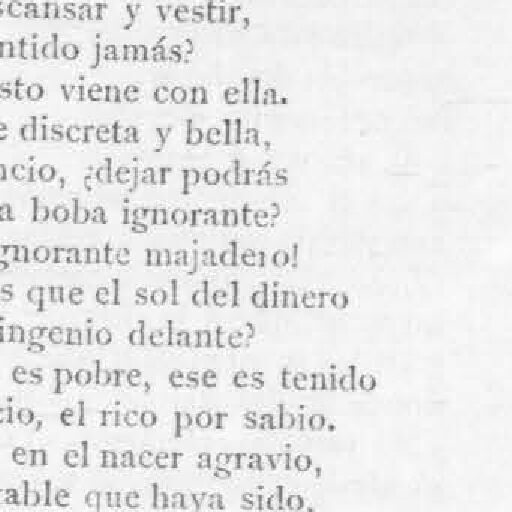 scansar y vestir,
ntido jamás?
sto viene con ella.
e discreta y bella,
ncio, ¿dejar podrás
a boba ignorante?
gnorante majadero!
s que el sol del dinero
ingenio delante?
es pobre, ese es tenido
cio, el rico por sabio.
en el nacer agravio,
rable que haya sido,